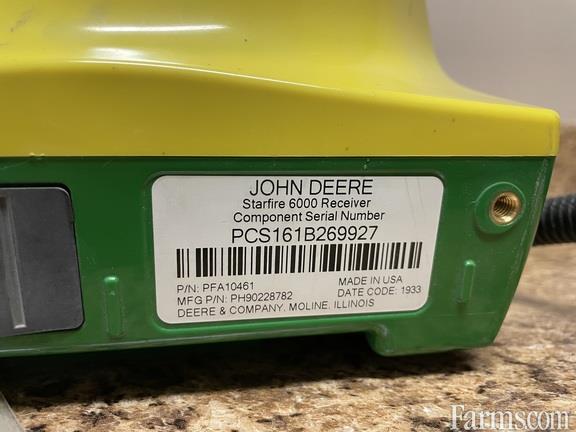 JOHN DEERE
Starfire 6000 Receiver
Component Serial Number
PCS161B269927
P/N: PFA10461
MADE IN USA
MFG P/N: PH90228782
DATE CODE: 1933
DEERE & COMPANY, MOLINE, ILLINOIS
Farms.com